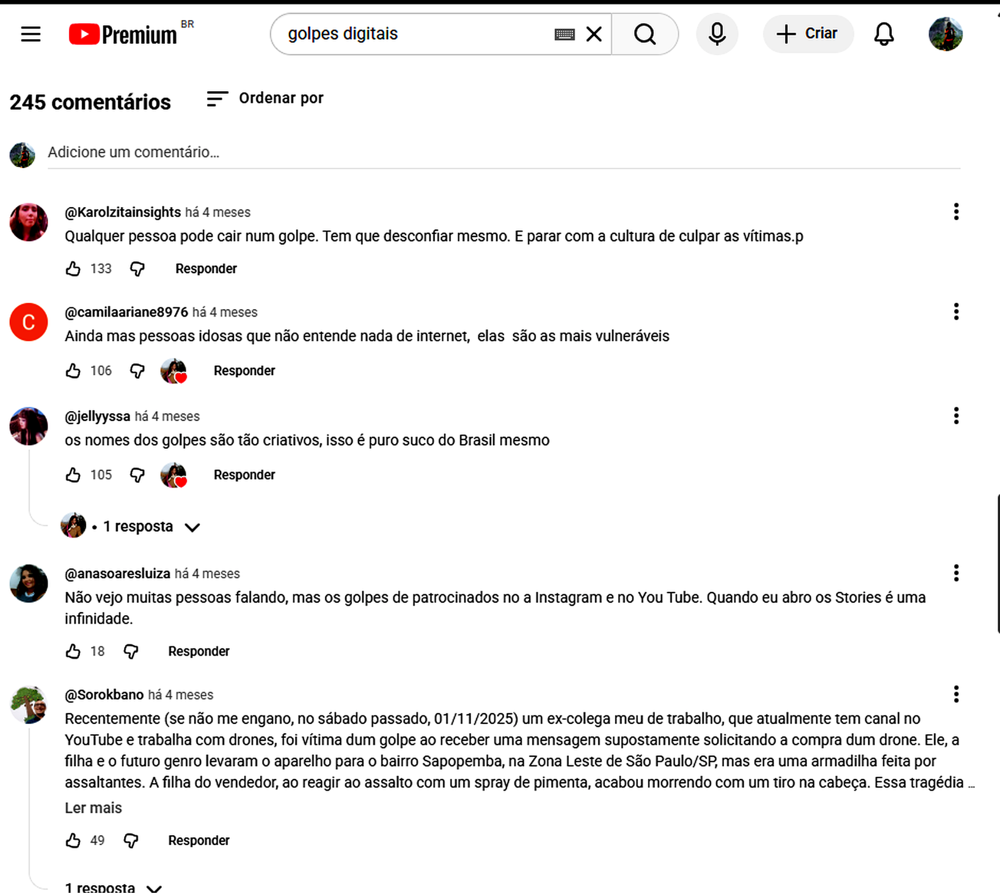 Premium BR
golpes digitais
Criar
245 comentários
Ordenar por
Adicione um comentário...
@Karolzitainsights há 4 meses
Qualquer pessoa pode cair num golpe. Tem que desconfiar mesmo. E parar com a cultura de culpar as vítimas.p
133
Responder
C
@camilaariane8976 há 4 meses
Ainda mas pessoas idosas que não entende nada de internet,  elas  são as mais vulneráveis
106
Responder
@jellyyssa há 4 meses
os nomes dos golpes são tão criativos, isso é puro suco do Brasil mesmo
105
Responder
• 1 resposta
@anasoaresluiza há 4 meses
Não vejo muitas pessoas falando, mas os golpes de patrocinados no a Instagram e no You Tube. Quando eu abro os Stories é uma
infinidade.
18
Responder
@Sorokbano há 4 meses
Recentemente (se não me engano, no sábado passado, 01/11/2025) um ex-colega meu de trabalho, que atualmente tem canal no
YouTube e trabalha com drones, foi vítima dum golpe ao receber uma mensagem supostamente solicitando a compra dum drone. Ele, a
filha e o futuro genro levaram o aparelho para o bairro Sapopemba, na Zona Leste de São Paulo/SP, mas era uma armadilha feita por
assaltantes. A filha do vendedor, ao reagir ao assalto com um spray de pimenta, acabou morrendo com um tiro na cabeça. Essa tragédia ...
Ler mais
49
Responder
1 resposta